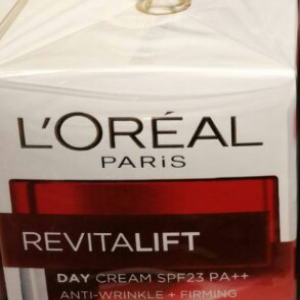 L'ORÉAL
PARiS
REVITALIFT
DAY CREAM SPF23 PA++
ANTI-WRINKLE + FIRMING